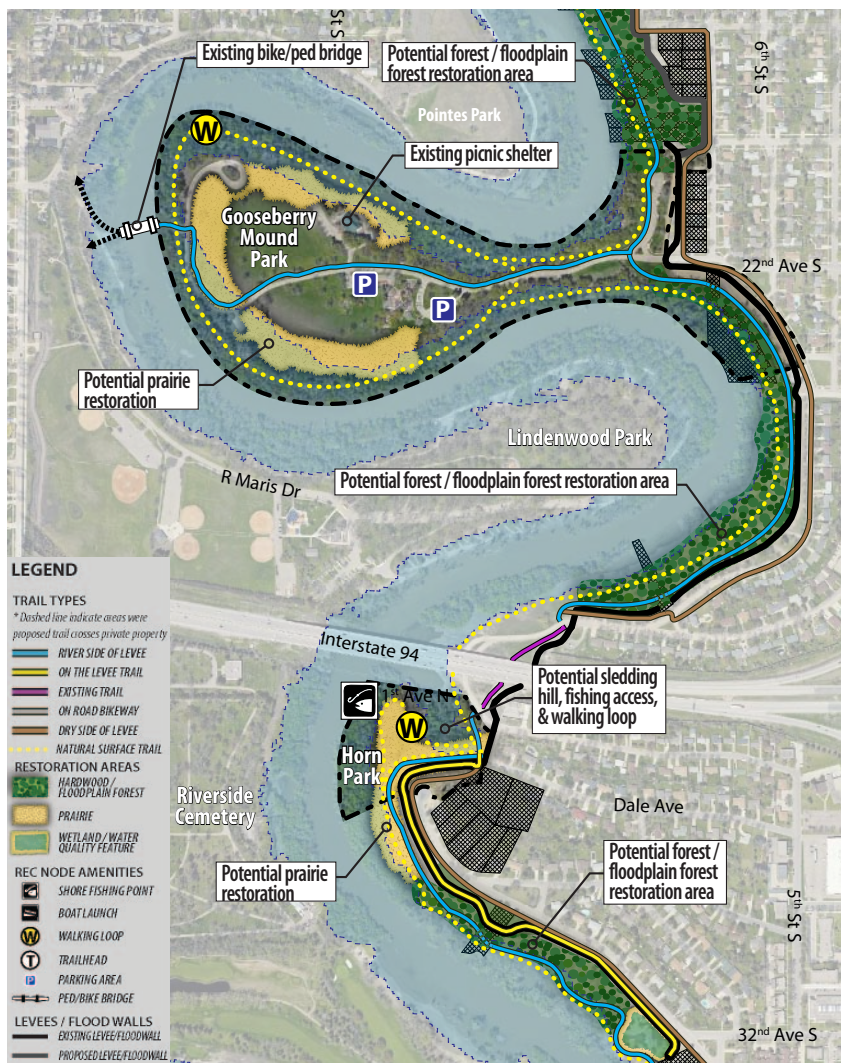 St S
Existing bike/ped bridge
Potential forest / floodplain
forest restoration area
6th St S
Pointes Park
W
Existing picnic shelter
Gooseberry
Mound
Park
22nd Ave S
P
P
Potential prairie
restoration
Lindenwood Park
R Maris Dr
Potential forest / floodplain forest restoration area
Interstate 94
Potential sledding
hill, fishing access,
& walking loop
1st Ave N
W
Horn
Park
Riverside
Cemetery
Dale Ave
Potential prairie
restoration
Potential forest /
floodplain forest
restoration area
5th St S
32nd Ave S
LEGEND
TRAIL TYPES
* Dashed line indicate areas were
proposed trail crosses private property
RIVER SIDE OF LEVEE
ON THE LEVEE TRAIL
EXISTING TRAIL
ON ROAD BIKEWAY
DRY SIDE OF LEVEE
NATURAL SURFACE TRAIL
RESTORATION AREAS
HARDWOOD /
FLOODPLAIN FOREST
PRAIRIE
WETLAND / WATER
QUALITY FEATURE
REC NODE AMENITIES
SHORE FISHING POINT
BOAT LAUNCH
W WALKING LOOP
T TRAILHEAD
P PARKING AREA
PED/BIKE BRIDGE
LEVEES / FLOOD WALLS
EXISTING LEVEE/FLOODWALL
PROPOSED LEVEE/FLOODWALL